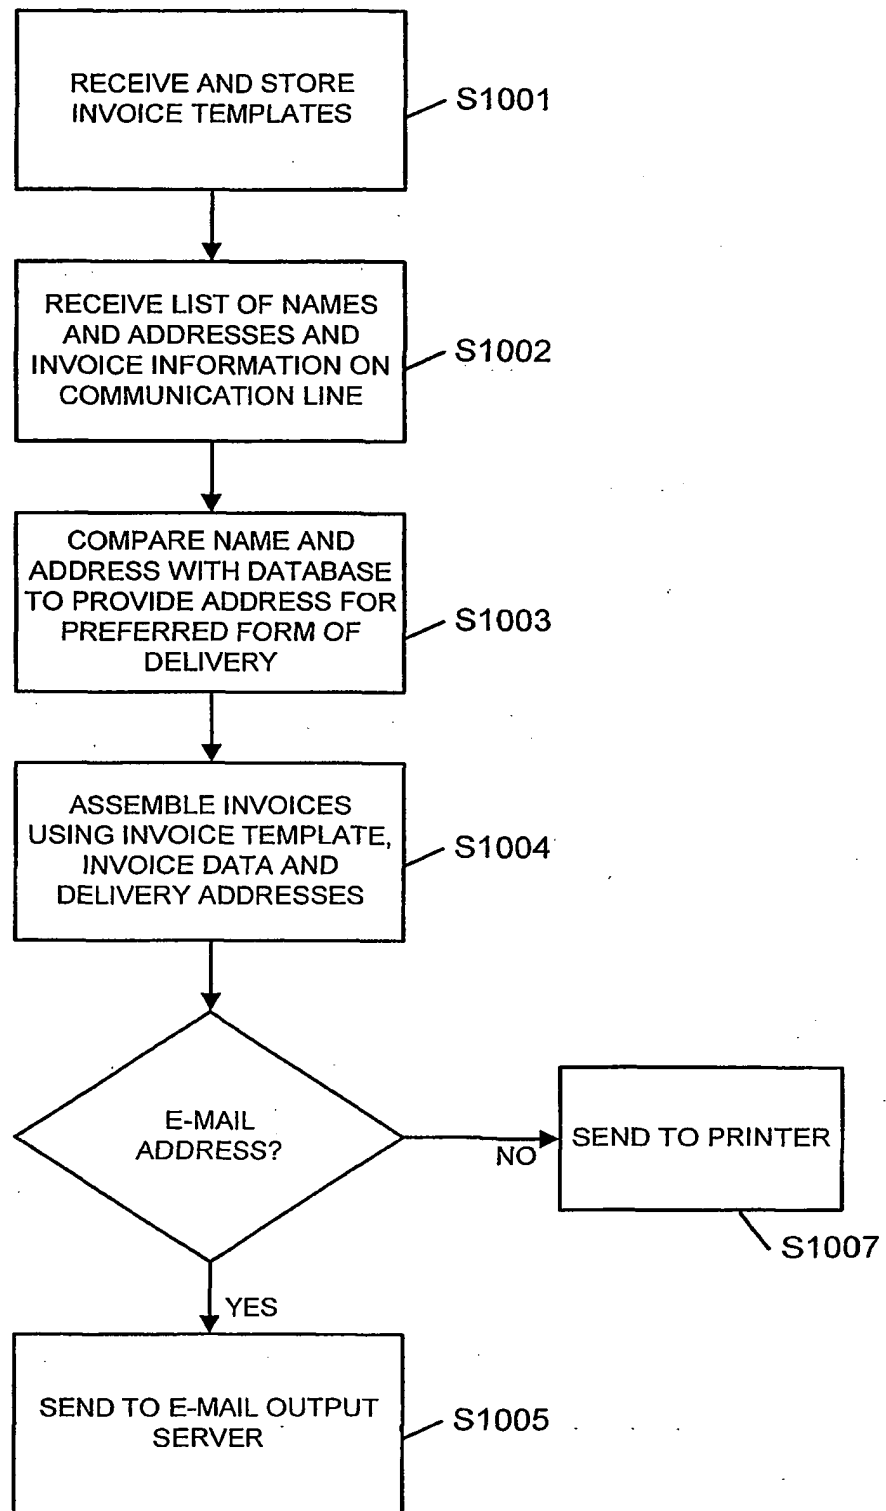 RECEIVE AND STORE
INVOICE TEMPLATES
S1001
RECEIVE LIST OF NAMES
AND ADDRESSES AND
INVOICE INFORMATION ON
COMMUNICATION LINE
S1002
COMPARE NAME AND
ADDRESS WITH DATABASE
TO PROVIDE ADDRESS FOR
PREFERRED FORM OF
DELIVERY
S1003
ASSEMBLE INVOICES
USING INVOICE TEMPLATE,
INVOICE DATA AND
DELIVERY ADDRESSES
S1004
E-MAIL
ADDRESS?
NO
SEND TO PRINTER
S1007
YES
SEND TO E-MAIL OUTPUT
SERVER
S1005